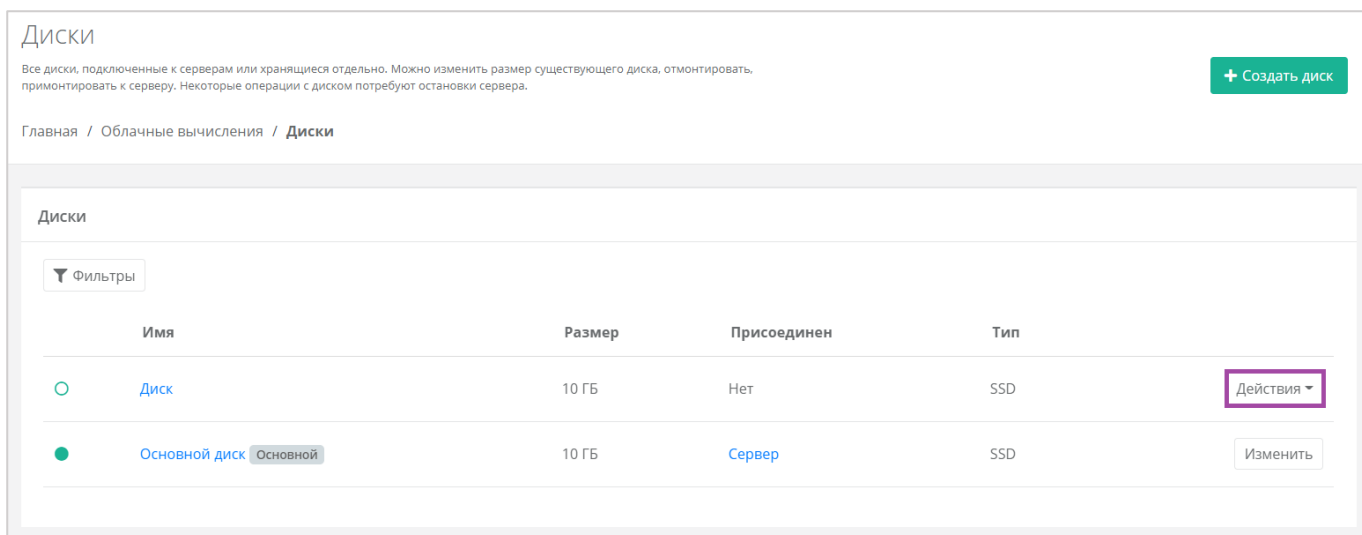 Диски
Все диски, подключенные к серверам или хранящиеся отдельно. Можно изменить размер существующего диска, отмонтировать,
примонтировать к серверу. Некоторые операции с диском потребуют остановки сервера.
+ Создать диск
Главная / Облачные вычисления / Диски
Диски
Фильтры
Имя Размер Присоединен Тип
Диск 10 ГБ Нет SSD Действия
Основной диск Основной 10 ГБ Сервер SSD Изменить